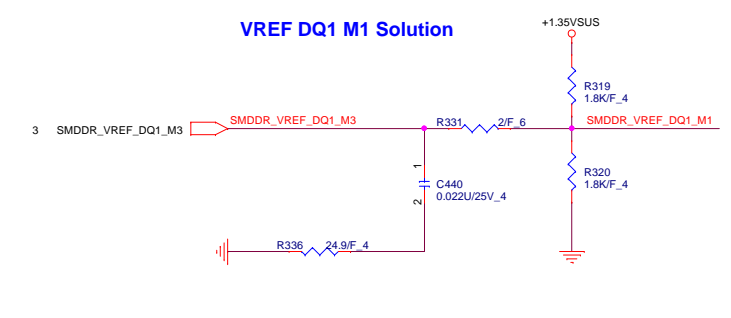 VREF DQ1 M1 Solution
+1.35VSUS
R319
1.8K/F_4
3 SMDDR_VREF_DQ1_M3
SMDDR_VREF_DQ1_M3
R331 2/F_6
SMDDR_VREF_DQ1_M1
1
C440
0.022U/25V_4
2
R320
1.8K/F_4
R336 24.9/F_4